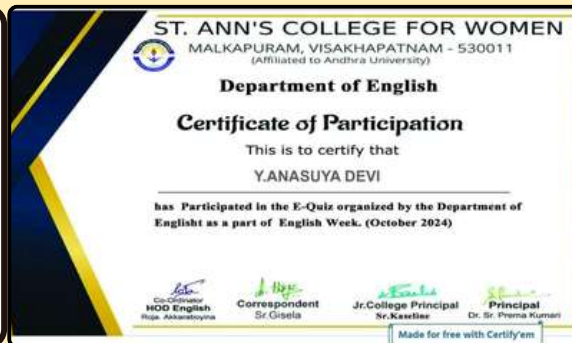 ST. ANN'S COLLEGE FOR WOMEN
MALKAPURAM, VISAKHAPATNAM - 530011
(Affiliated to Andhra University)
Department of English
Certificate of Participation
This is to certify that
Y.ANASUYA DEVI
has Participated in the E-Quiz organized by the Department of
Englisht as a part of English Week. (October 2024)
Co-Ordinator
HOD English
Roja. Akkaraboyina
Correspondent
Sr.Gisela
Jr.College Principal
Sr.Kaseline
Principal
Dr. Sr. Prema Kumari
Made for free with Certify'em